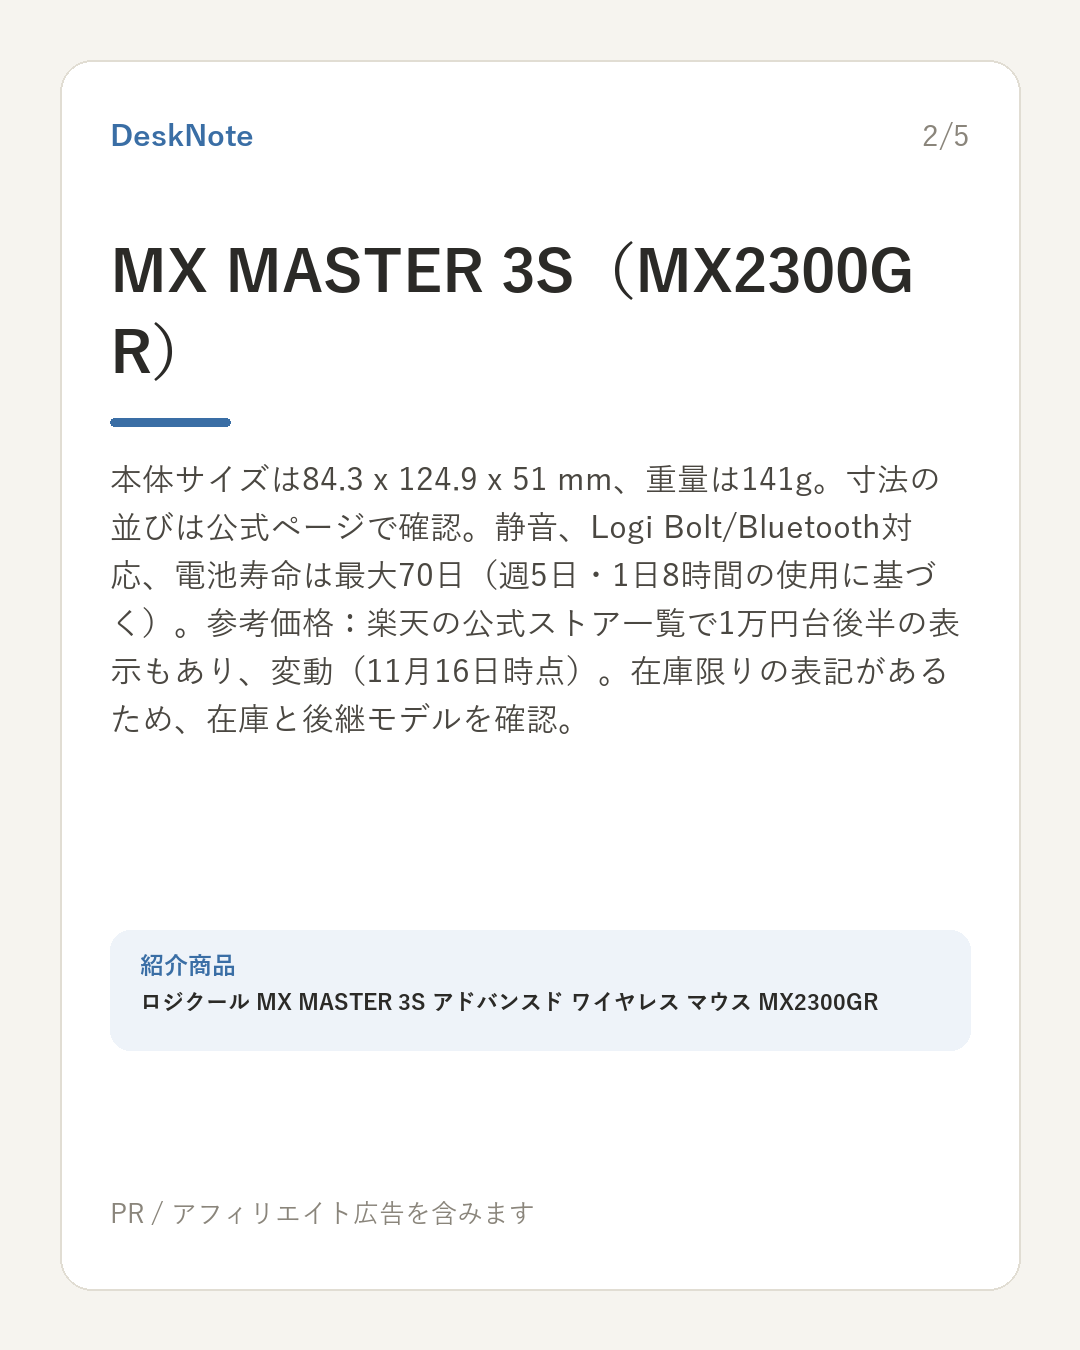 DeskNote
2/5
MX MASTER 3S（MX2300G
R）
本体サイズは84.3 x 124.9 x 51 mm、重量は141g。寸法の
並びは公式ページで確認。静音、Logi Bolt/Bluetooth対
応、電池寿命は最大70日（週5日・1日8時間の使用に基づ
く）。参考価格：楽天の公式ストア一覧で1万円台後半の表
示もあり、変動（11月16日時点）。在庫限りの表記がある
ため、在庫と後継モデルを確認。
紹介商品
ロジクール MX MASTER 3S アドバンスド ワイヤレス マウス MX2300GR
PR / アフィリエイト広告を含みます